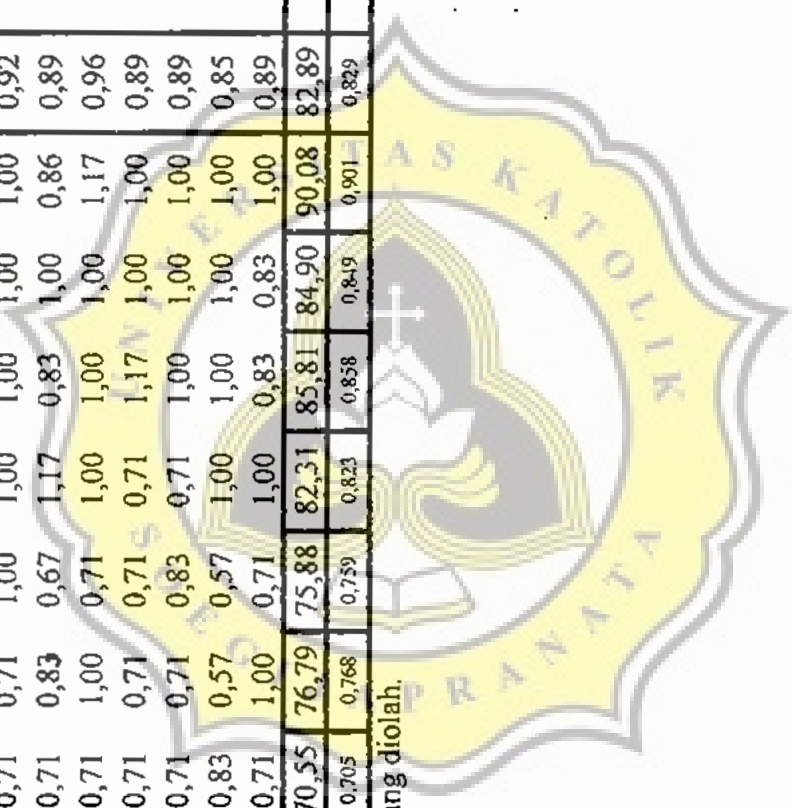 0,71 0,71 1,00 1,00 1,00 1,00 1,00 0,92
0,71 0,83 0,67 1,17 0,83 1,00 0,86 0,89
0,71 1,00 0,71 1,00 1,00 1,00 1,17 0,96
0,71 0,71 0,71 0,71 1,17 1,00 1,00 0,89
0,71 0,71 0,83 0,71 1,00 1,00 1,00 0,89
0,83 0,57 0,57 1,00 1,00 1,00 1,00 0,85
0,71 1,00 0,71 1,00 0,83 0,83 1,00 0,89
70,55 76,79 75,88 82,31 85,81 84,90 90,08 82,89
0,705 0,768 0,759 0,823 0,858 0,849 0,901 0,829
ang diolah.
KATOLIK